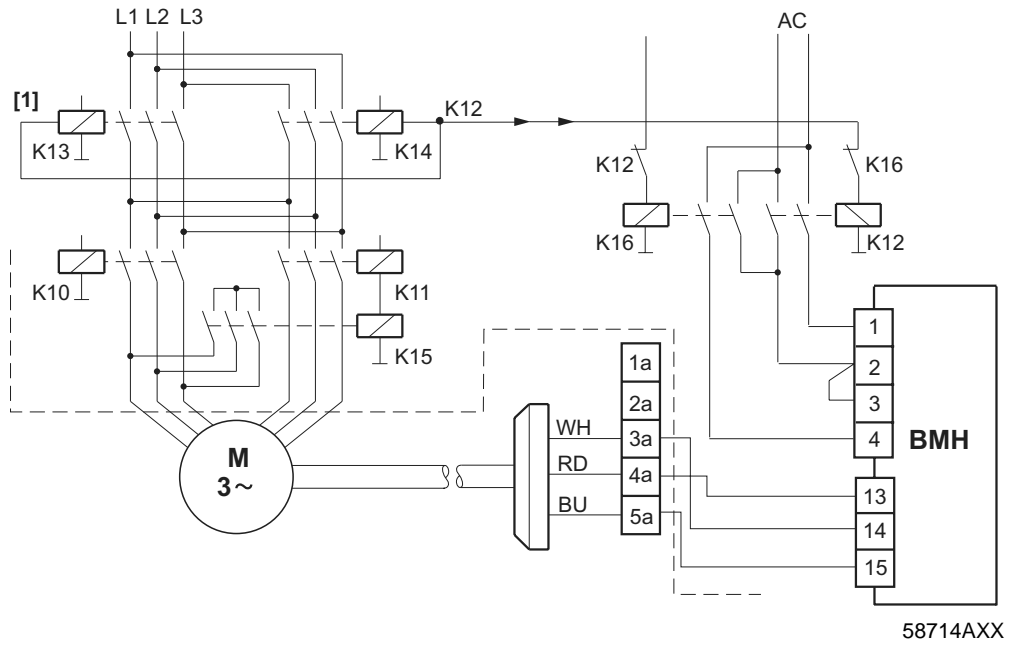 L1 L2 L3
AC
[1]
K12
K13
K14
K12
K16
K16
K12
K10
K11
K15
1
2
3
4
BMH
1a
2a
3a
4a
5a
WH
RD
BU
M
3~
13
14
15
58714AXX